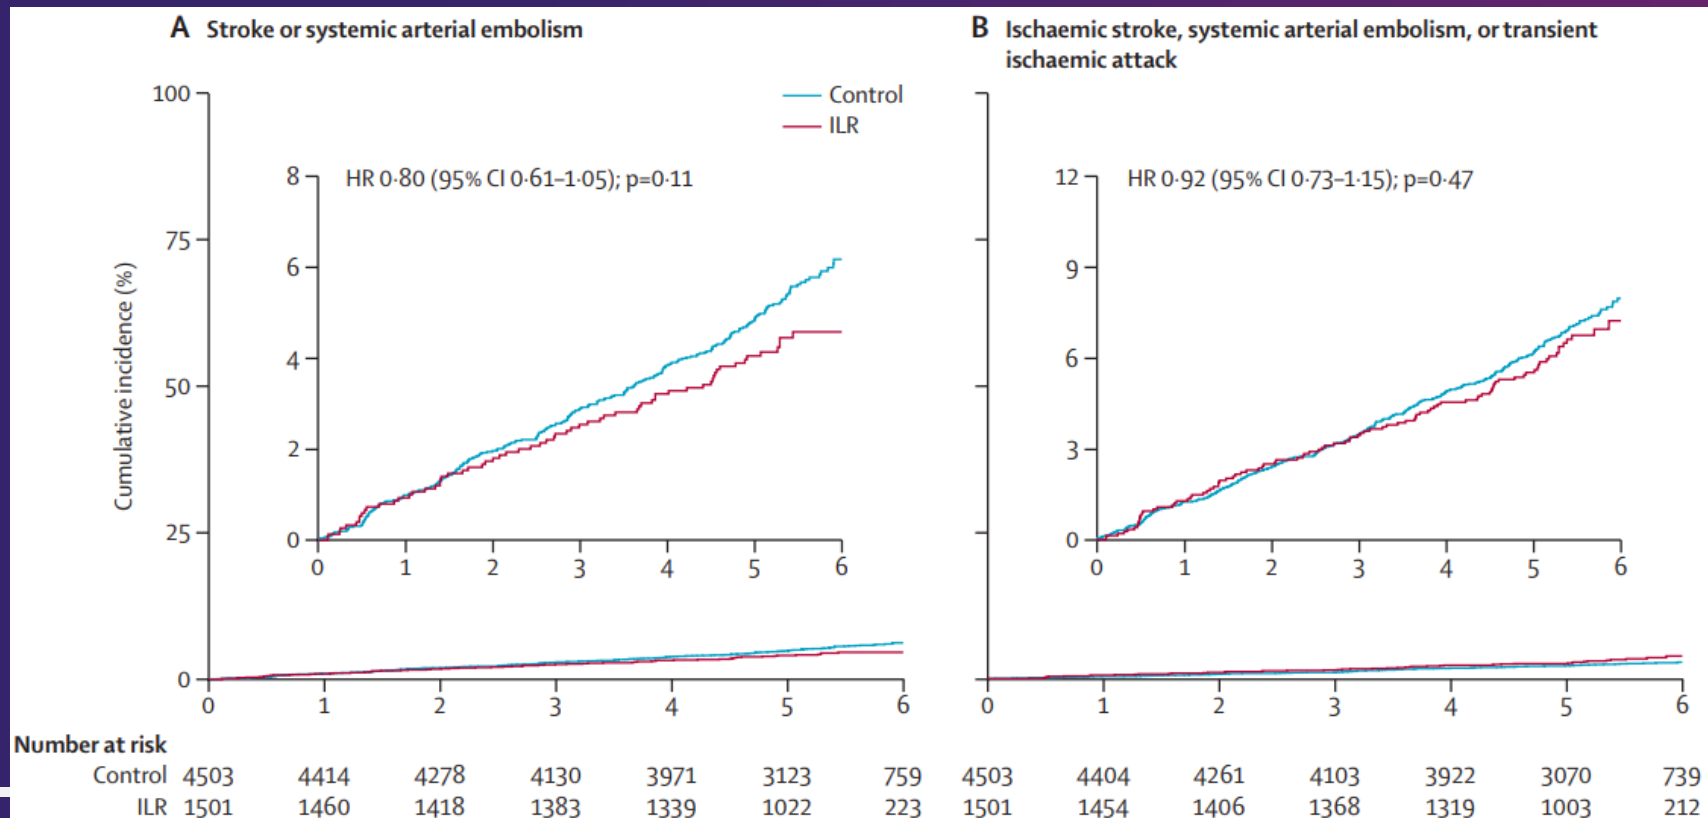 A Stroke or systemic arterial embolism
B Ischaemic stroke, systemic arterial embolism, or transient
ischaemic attack
Control
ILR
Cumulative incidence (%)
100
75
50
25
0
HR 0·80 (95% CI 0·61–1·05); p=0·11
8
6
4
2
0
0 1 2 3 4 5 6
0 1 2 3 4 5 6
HR 0·92 (95% CI 0·73–1·15); p=0·47
12
9
6
3
0
0 1 2 3 4 5 6
0 1 2 3 4 5 6
Number at risk
Control 4503 4414 4278 4130 3971 3123 759 4503 4404 4261 4103 3922 3070 739
ILR 1501 1460 1418 1383 1339 1022 223 1501 1454 1406 1368 1319 1003 212